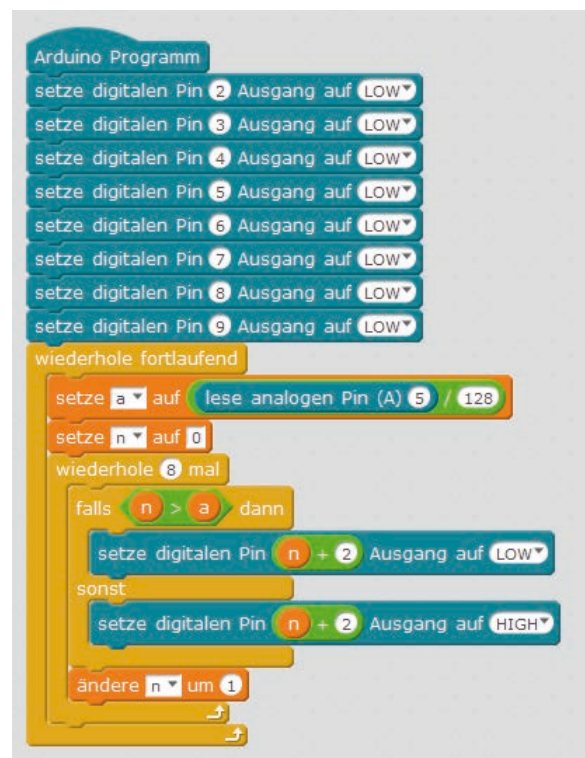 Arduino Programm
setze digitalen Pin 2 Ausgang auf LOW
setze digitalen Pin 3 Ausgang auf LOW
setze digitalen Pin 4 Ausgang auf LOW
setze digitalen Pin 5 Ausgang auf LOW
setze digitalen Pin 6 Ausgang auf LOW
setze digitalen Pin 7 Ausgang auf LOW
setze digitalen Pin 8 Ausgang auf LOW
setze digitalen Pin 9 Ausgang auf LOW
wiederhole fortlaufend
setze a auf lese analogen Pin (A) 5 / 128
setze n auf 0
wiederhole 8 mal
falls n > a dann
setze digitalen Pin n + 2 Ausgang auf LOW
sonst
setze digitalen Pin n + 2 Ausgang auf HIGH
ändere n um 1